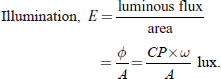 Illumination, E = luminous flux / area
= ϕ / A = CP×ω / A lux.